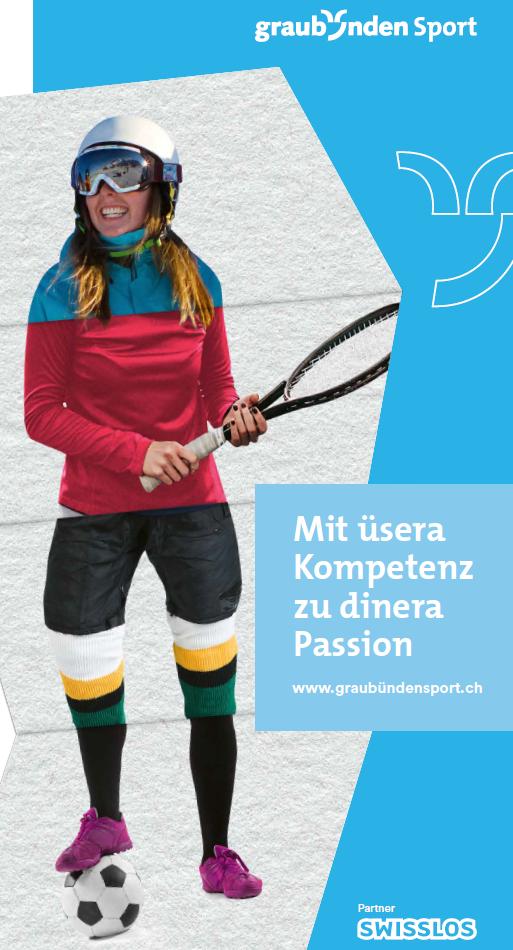 graubünden Sport
Mit üsera
Kompetenz
zu dinera
Passion
www.graubündensport.ch
Partner
SWISSLOS